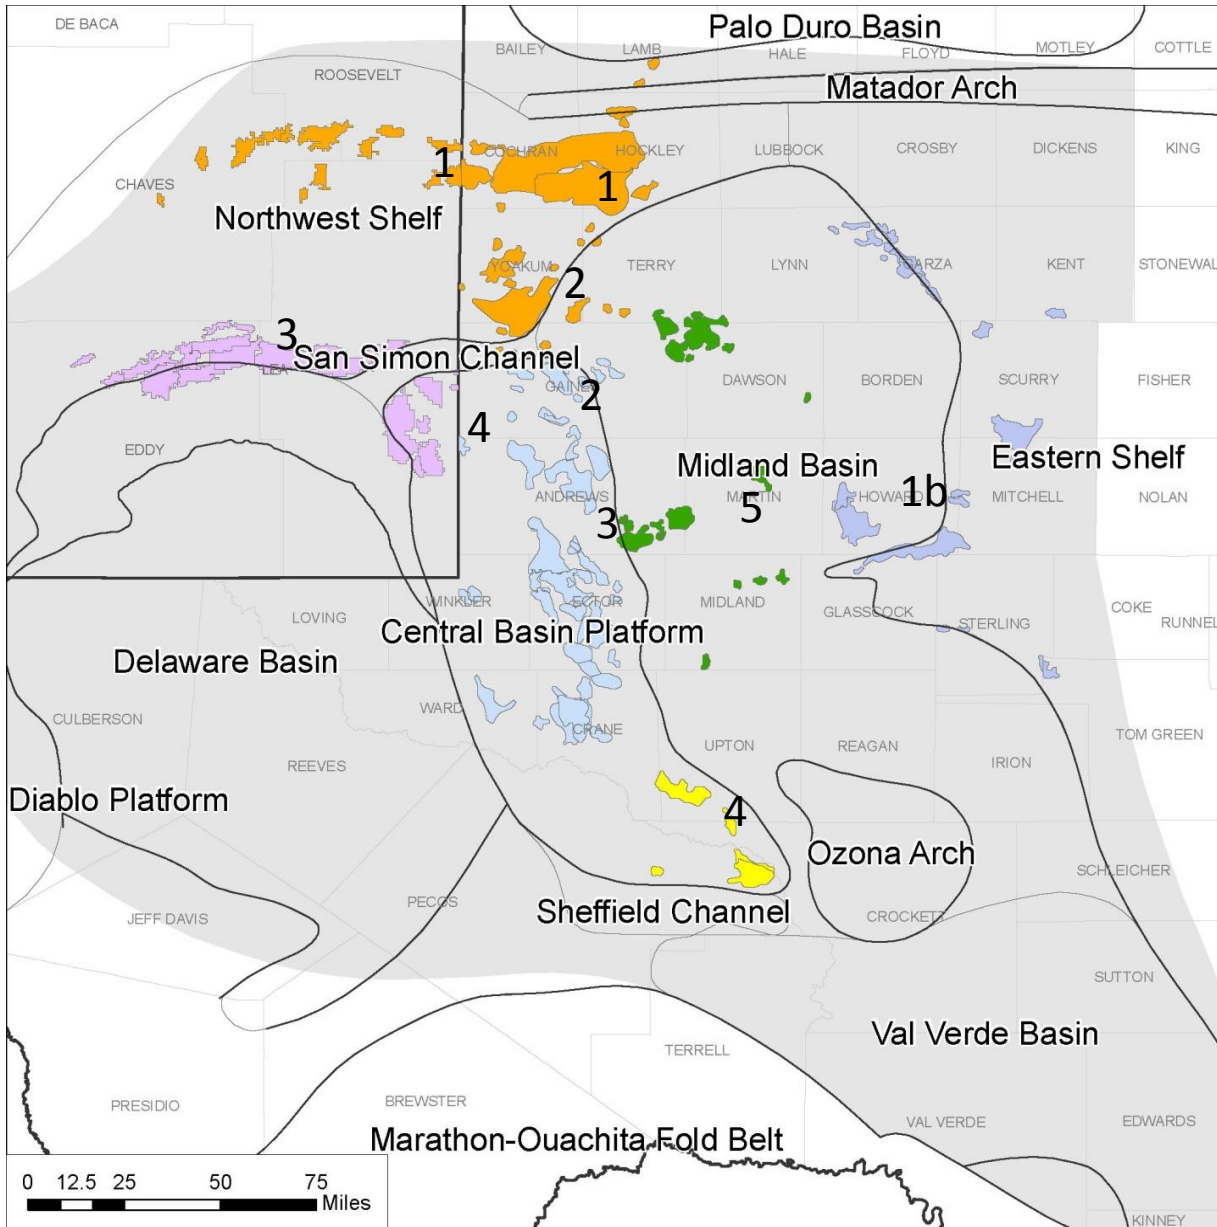 DE BACA
Palo Duro Basin
BAILEY
LAMB
HALE
FLOYD
MOTLEY
COTTLE
ROOSEVELT
Matador Arch
COCHRAN
HOCKLEY
LUBBOCK
CROSBY
DICKENS
KING
1
CHAVES
1
Northwest Shelf
YOAKUM
2
TERRY
LYNN
GARZA
KENT
STONEWAL
3
San Simon Channel
LEA
GAINES
2
DAWSON
BORDEN
SCURRY
FISHER
4
EDDY
Midland Basin
Eastern Shelf
ANDREWS
MARTIN
HOWARD
1b
MITCHELL
NOLAN
3
5
WINKLER
ECTOR
MIDLAND
GLASSCOCK
COKE
LOVING
STERLING
RUNNEL
Central Basin Platform
Delaware Basin
WARD
CULBERSON
CRANE
UPTON
REAGAN
TOM GREEN
REEVES
IRION
Diablo Platform
4
Ozona Arch
SCHLEICHER
PECOS
Sheffield Channel
JEFF DAVIS
CROCKETT
SUTTON
Val Verde Basin
TERRELL
PRESIDIO
BREWSTER
VAL VERDE
EDWARDS
Marathon-Ouachita Fold Belt
0 12.5 25 50 75
Miles
KINNEY